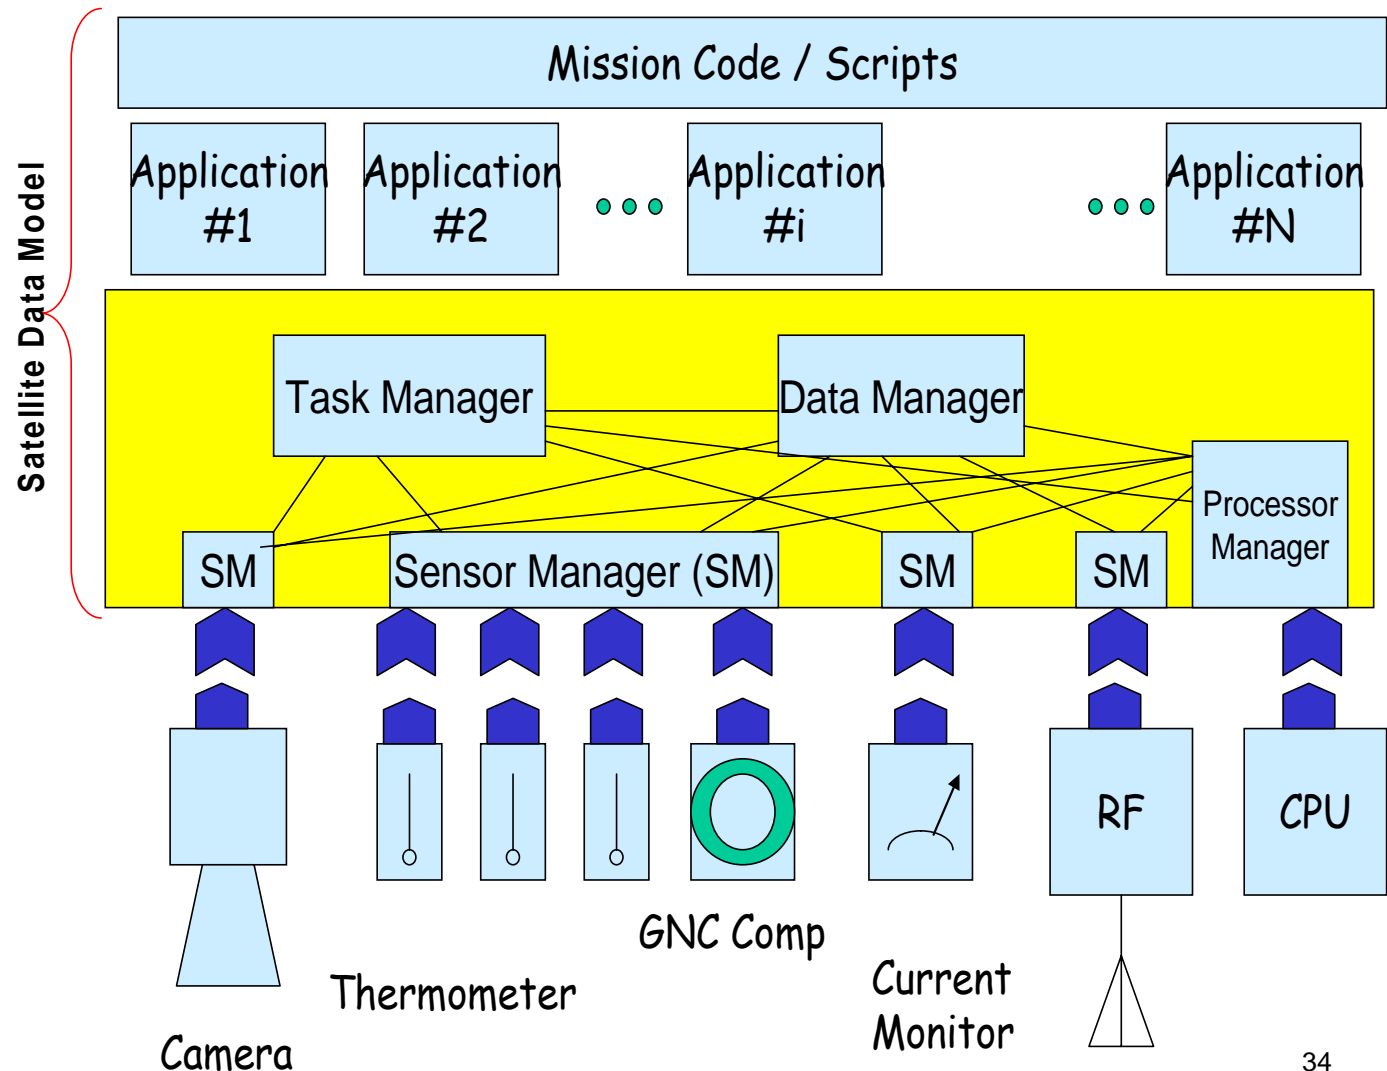 Mission Code / Scripts
Satellite Data Model
Application
#1
Application
#2
Application
#i
Application
#N
Task Manager
Data Manager
Processor
Manager
SM
Sensor Manager (SM)
SM
SM
RF
CPU
GNC Comp
Thermometer
Current
Monitor
Camera
34